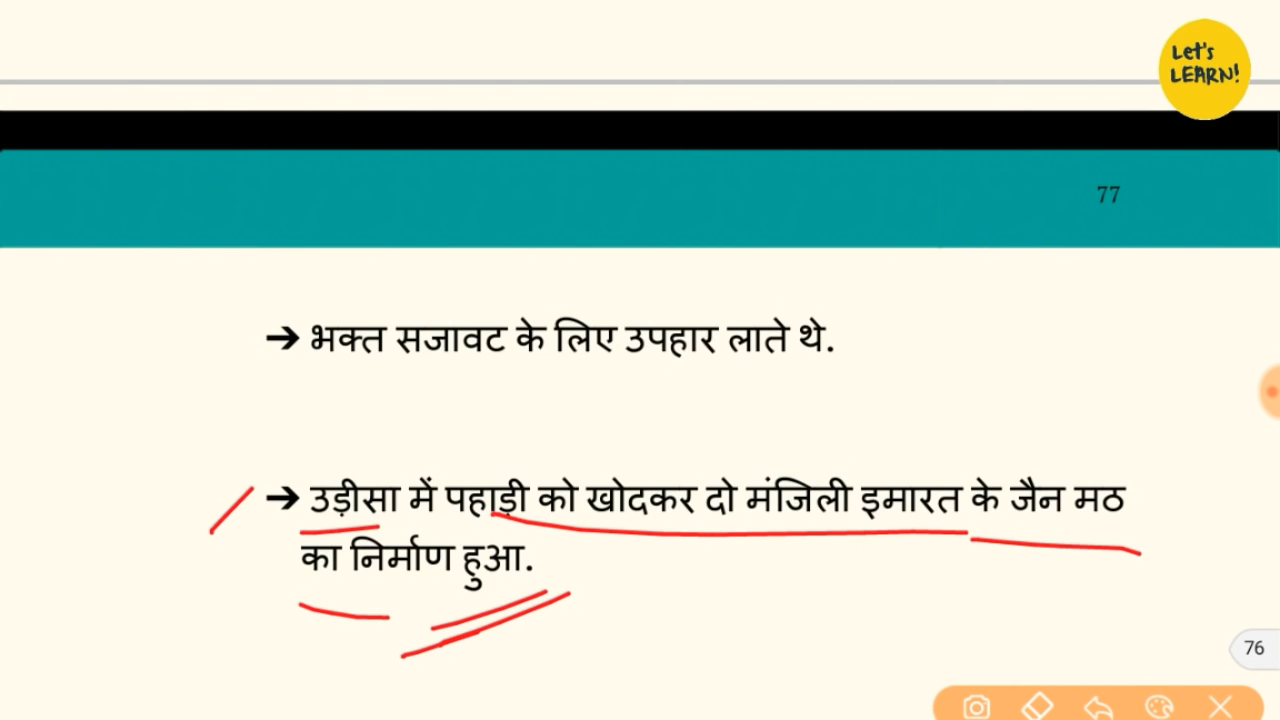 Let's
LEARN!
77
➔ भक्त सजावट के लिए उपहार लाते थे.
➔ उड़ीसा में पहाड़ी को खोदकर दो मंजिली इमारत के जैन मठ
का निर्माण हुआ.
76